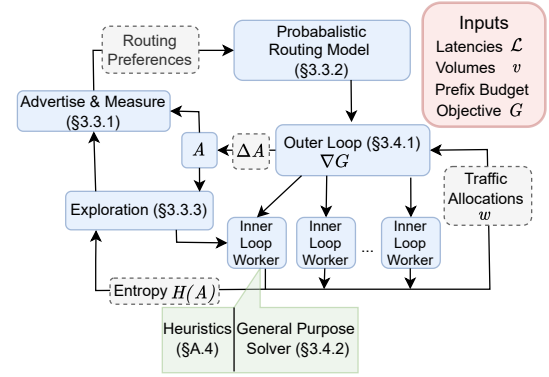 Routing
Preferences
Probabalistic
Routing Model
(§3.3.2)
Inputs
Latencies ℒ
Volumes v
Prefix Budget
Objective G
Advertise & Measure
(§3.3.1)
A
ΔA
Outer Loop (§3.4.1)
∇G
Traffic
Allocations
w
Exploration (§3.3.3)
Inner
Loop
Worker
Inner
Loop
Worker
...
Inner
Loop
Worker
Entropy H(A)
Heuristics
(§A.4)
General Purpose
Solver (§3.4.2)